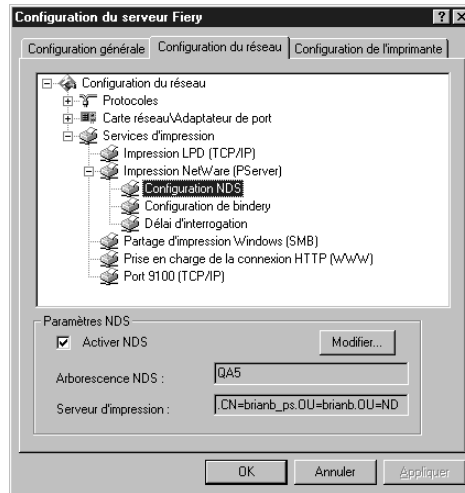 Configuration du serveur Fiery
Configuration générale Configuration du réseau Configuration de l'imprimante
Configuration du réseau
Protocoles
Carte réseau\Adaptateur de port
Services d'impression
Impression LPD (TCP/IP)
Impression NetWare (PServer)
Configuration NDS
Configuration de bindery
Délai d'interrogation
Partage d'impression Windows (SMB)
Prise en charge de la connexion HTTP (WWW)
Port 9100 (TCP/IP)
Paramètres NDS
Activer NDS Modifier...
Arborescence NDS : QA5
Serveur d'impression : .CN=brianb_ps.OU=brianb.OU=ND
OK Annuler Appliquer